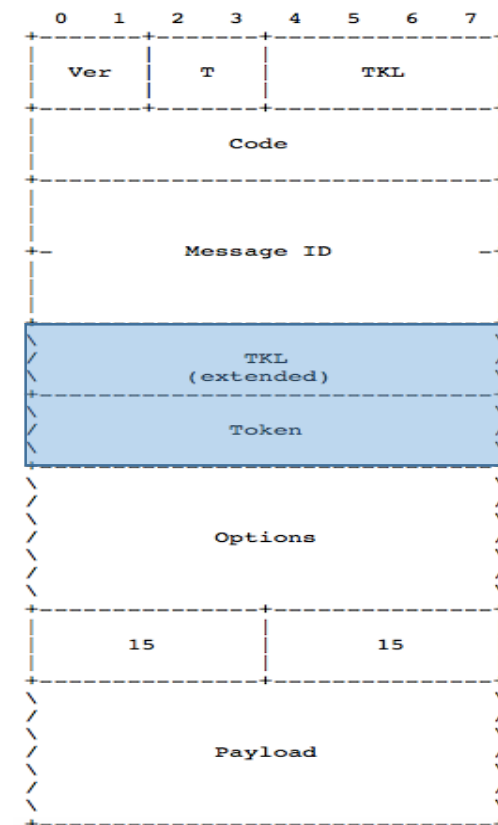 0 1 2 3 4 5 6 7
Ver T TKL
Code
Message ID
TKL
(extended)
Token
Options
15 15
Payload